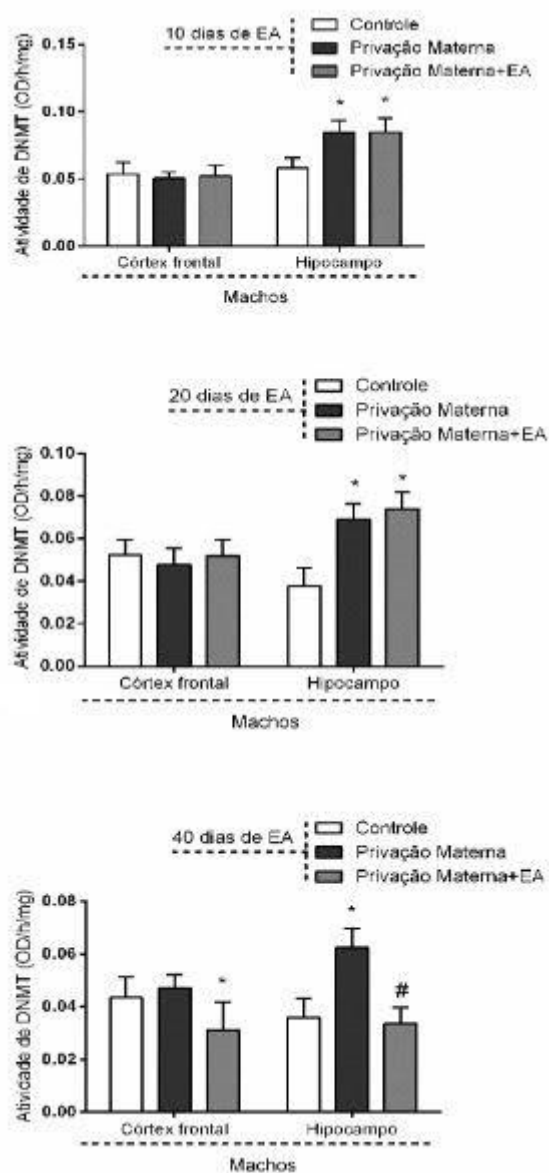 10 dias de EA
Controle
Privação Materna
Privação Materna+EA
Atividade de DNMT (OD/h/mg)
0.15
0.10
0.05
0.00
* *
Córtex frontal Hipocampo
Machos
20 dias de EA
Controle
Privação Materna
Privação Materna+EA
Atividade de DNMT (OD/h/mg)
0.10
0.08
0.06
0.04
0.02
0.00
* *
Córtex frontal Hipocampo
Machos
40 dias de EA
Controle
Privação Materna
Privação Materna+EA
Atividade de DNMT (OD/h/mg)
0.08
0.06
0.04
0.02
0.00
* * #
Córtex frontal Hipocampo
Machos